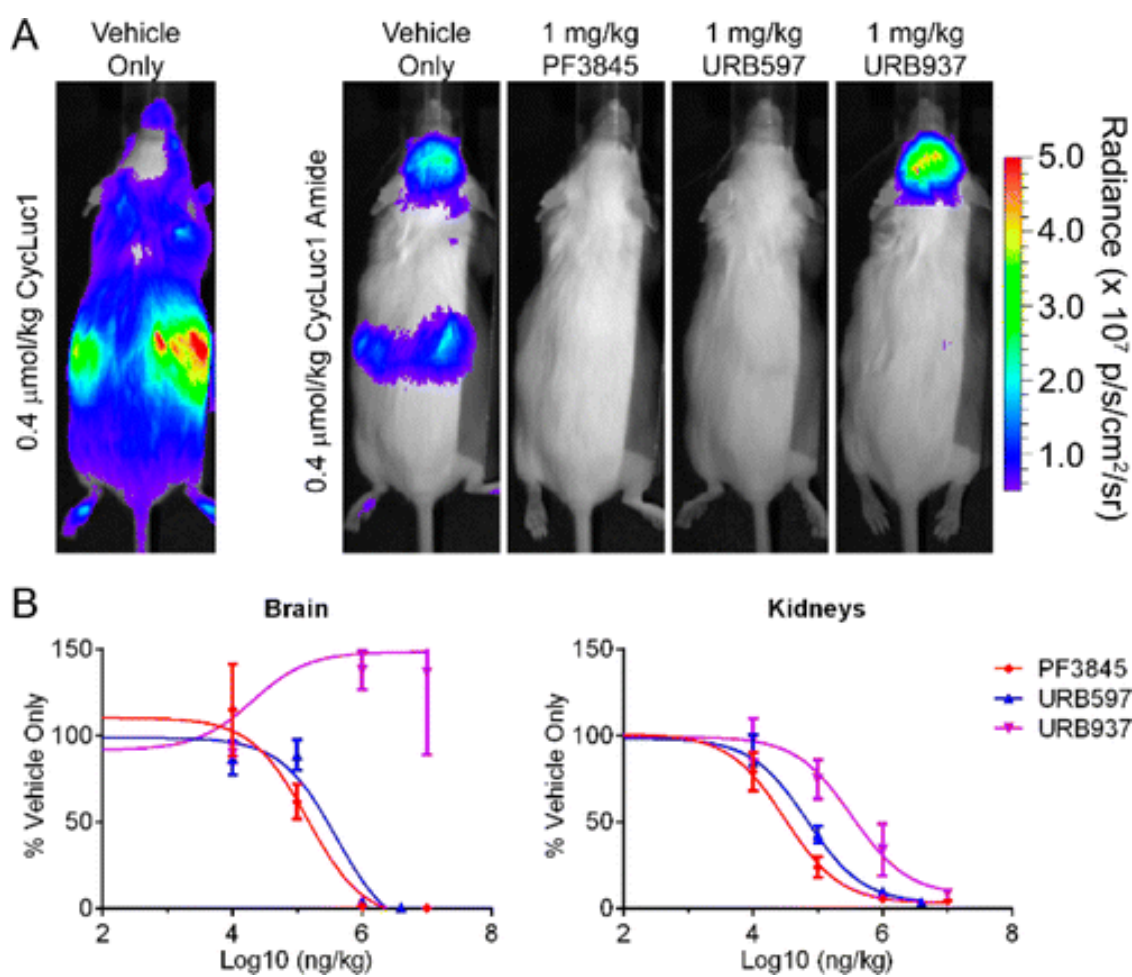 A
Vehicle
Only
Vehicle
Only
1 mg/kg
PF3845
1 mg/kg
URB597
1 mg/kg
URB937
0.4 μmol/kg CycLuc1
0.4 μmol/kg CycLuc1 Amide
5.0
4.0
3.0
2.0
1.0
Radiance (x 10⁷ p/s/cm²/sr)
B
Brain
150
100
50
0
% Vehicle Only
2
4
6
8
Log10 (ng/kg)
Kidneys
150
100
50
0
% Vehicle Only
2
4
6
8
Log10 (ng/kg)
PF3845
URB597
URB937